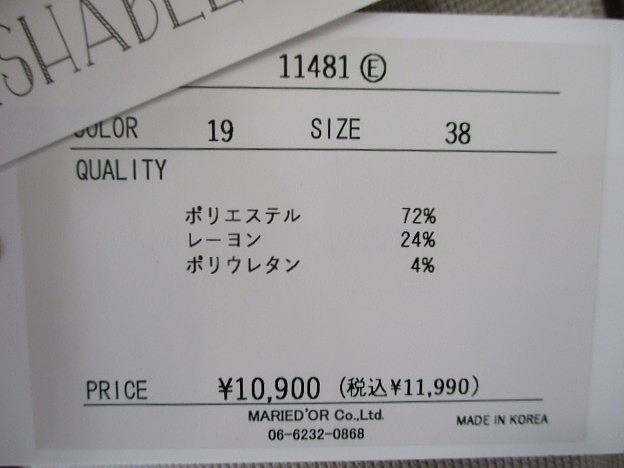 11481 Ⓔ
COLOR 19 SIZE 38
QUALITY
ポリエステル 72%
レーヨン 24%
ポリウレタン 4%
PRICE ¥10,900 (税込¥11,990)
MARIED'OR Co.,Ltd.
06-6232-0868
MADE IN KOREA